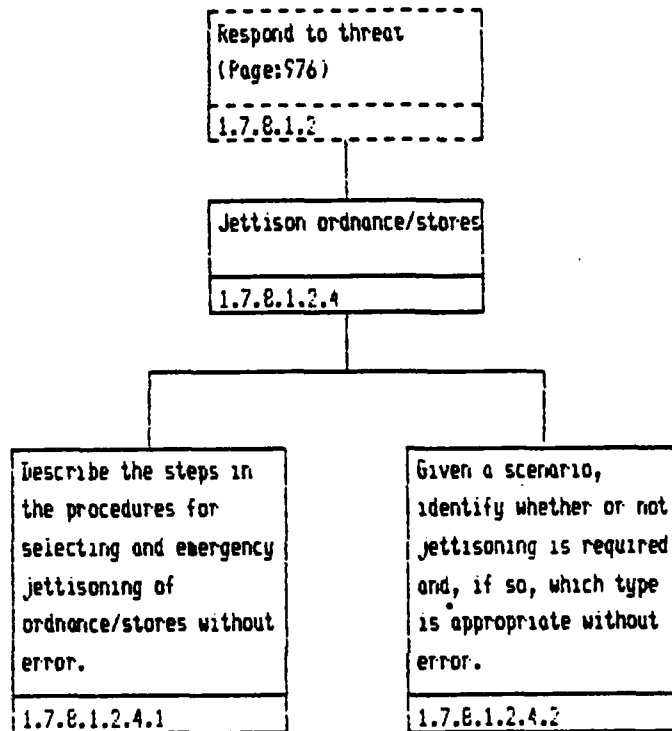 Respond to threat
(Page:976)
1.7.8.1.2
Jettison ordnance/stores
1.7.8.1.2.4
Describe the steps in
the procedures for
selecting and emergency
jettisoning of
ordnance/stores without
error.
1.7.8.1.2.4.1
Given a scenario,
identify whether or not
jettisoning is required
and, if so, which type
is appropriate without
error.
1.7.8.1.2.4.2